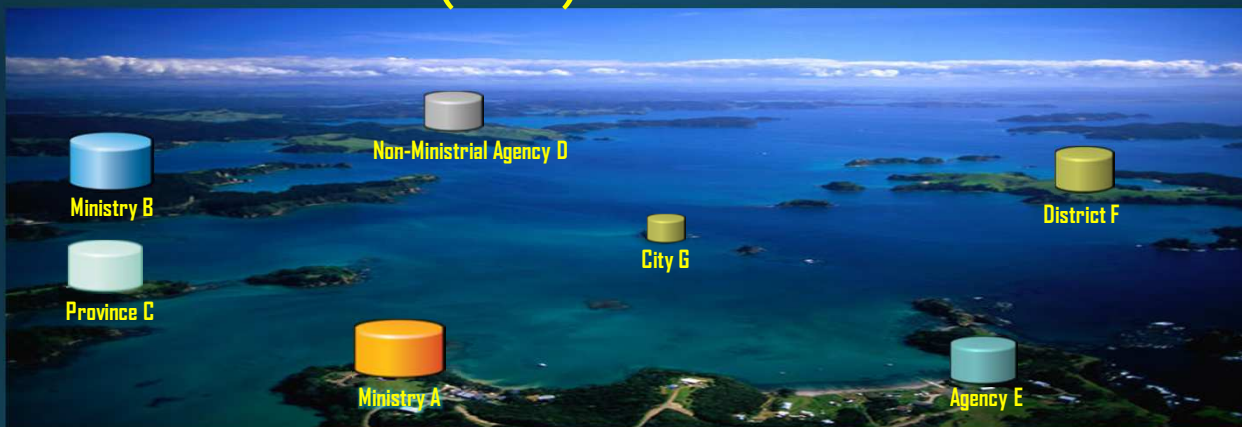 Non-Ministrial Agency D
Ministry B
District F
City G
Province C
Ministry A
Agency E